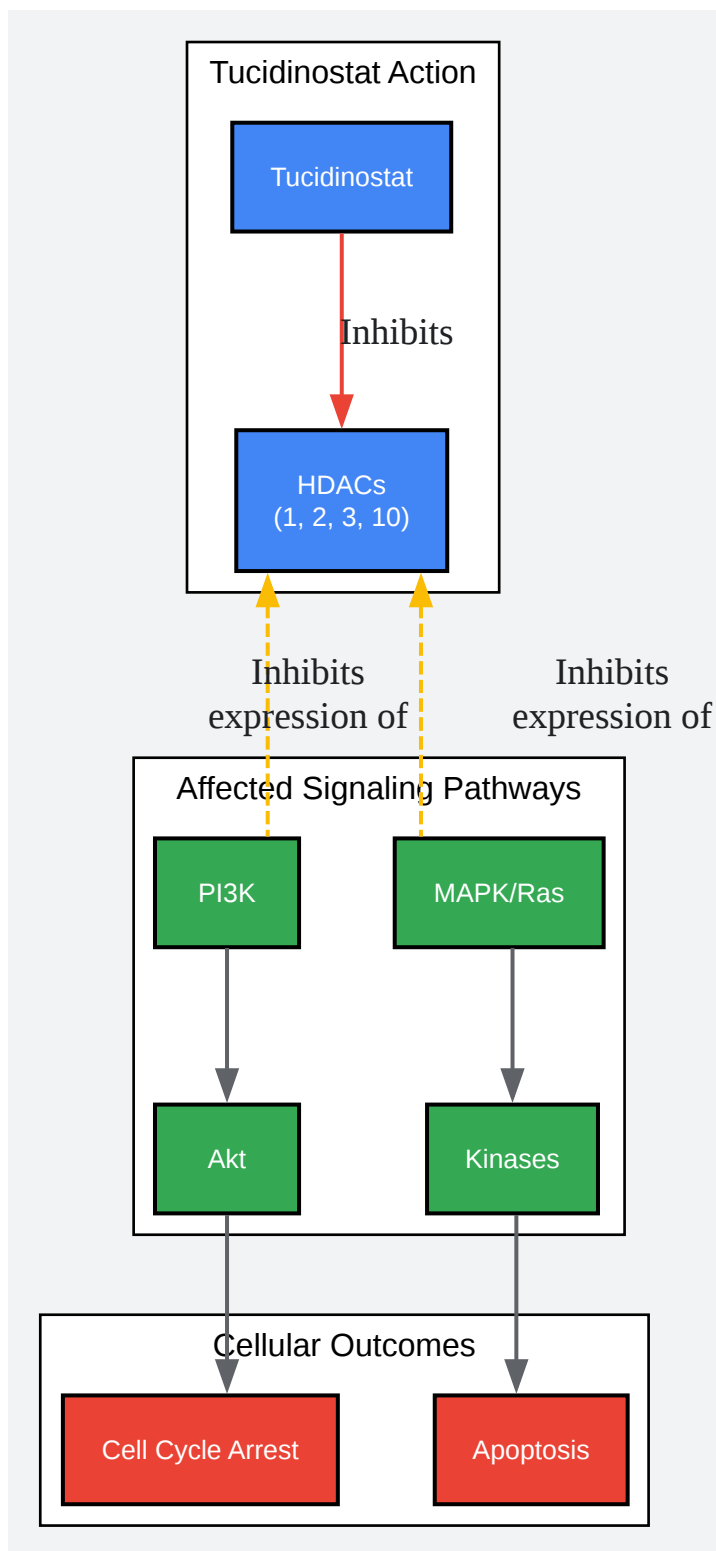 Tucidinostat Action
Tucidinostat
Inhibits
HDACs
(1, 2, 3, 10)
Inhibits
expression of
Inhibits
expression of
Affected Signaling Pathways
PI3K
MAPK/Ras
Akt
Kinases
Cellular Outcomes
Cell Cycle Arrest
Apoptosis